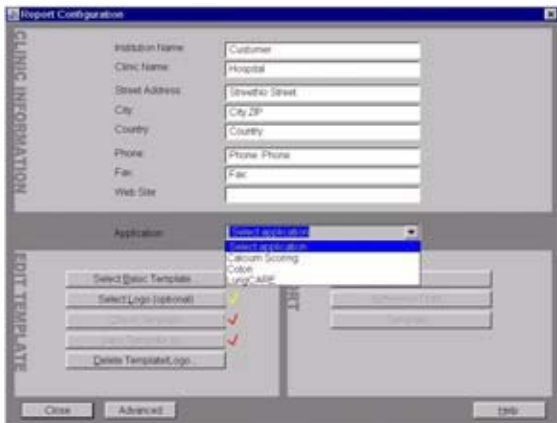 Report Configuration
CLINIC INFORMATION
Institution Name: Customer
Clinic Name: Hospital
Street Address: StreetNo Street
City: City ZIP
Country: Country
Phone: Phone Phone
Fax: Fax
Web Site
Application: Select application
Select application
Calcium Scoring
Colon
LungCARE
EDIT TEMPLATE
Select Basic Template...
Select Logo (optional)
Delete Template/Logo...
Close
Advanced
Help